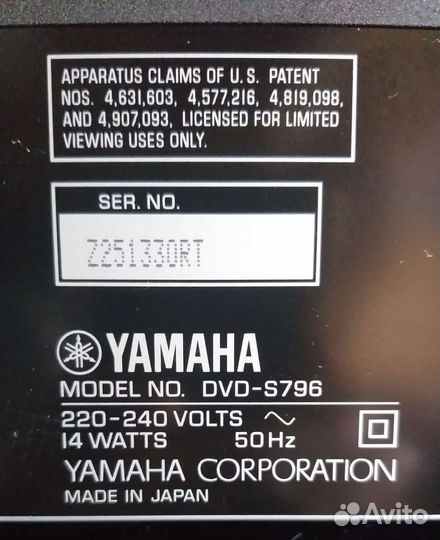 APPARATUS CLAIMS OF U.S. PATENT
NOS. 4,631,603, 4,577,216, 4,819,098,
AND 4,907,093, LICENSED FOR LIMITED
VIEWING USES ONLY.
SER. NO.
Z251330RT
YAMAHA
MODEL NO. DVD-S796
220-240 VOLTS ~
14 WATTS 50Hz
YAMAHA CORPORATION
MADE IN JAPAN
Avito